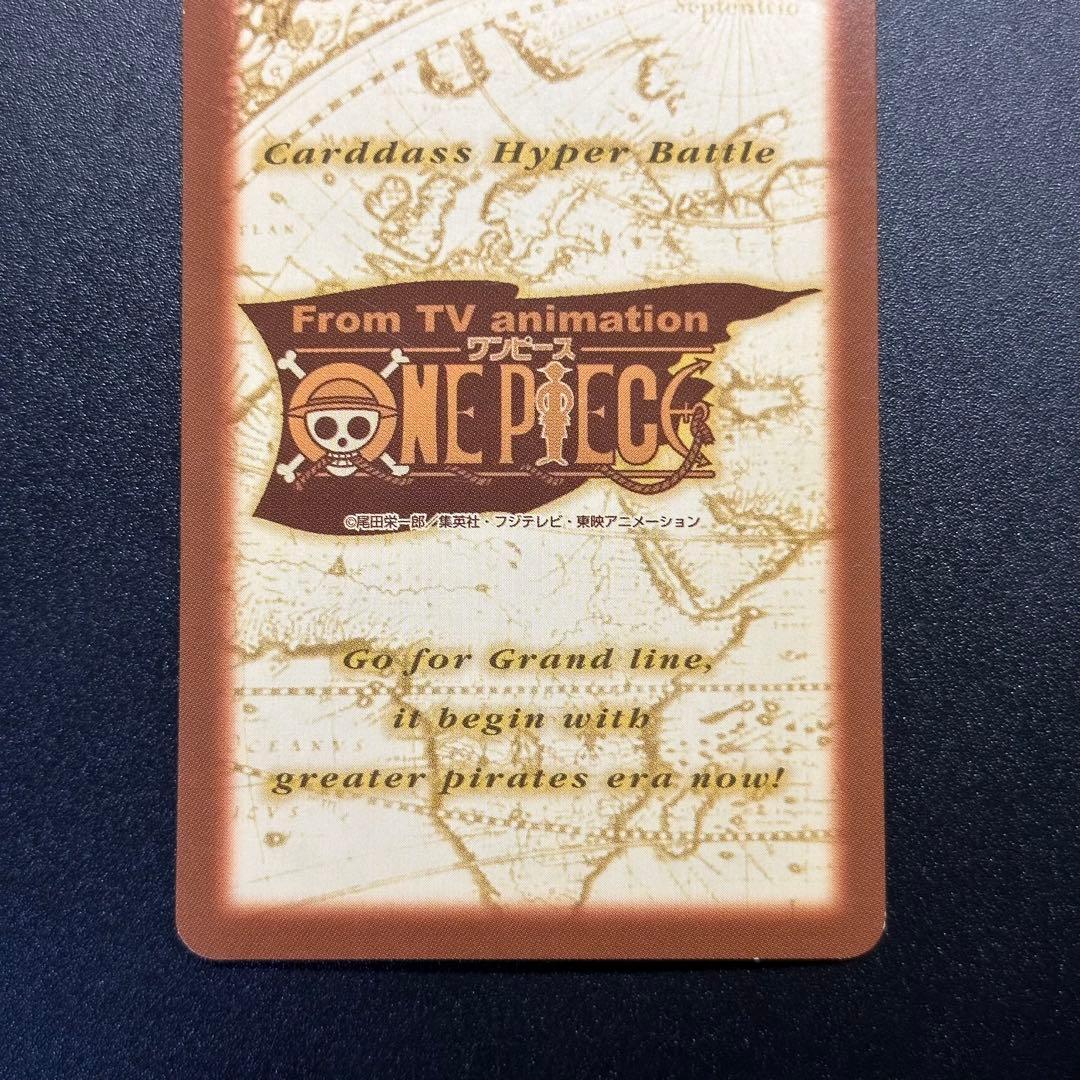 Septentrio
Carddass Hyper Battle
TLAN
From TV animation
ワンピース
ONE PIECE
©尾田栄一郎／集英社・フジテレビ・東映アニメーション
Go for Grand line,
it begin with
CEANVS
greater pirates era now!